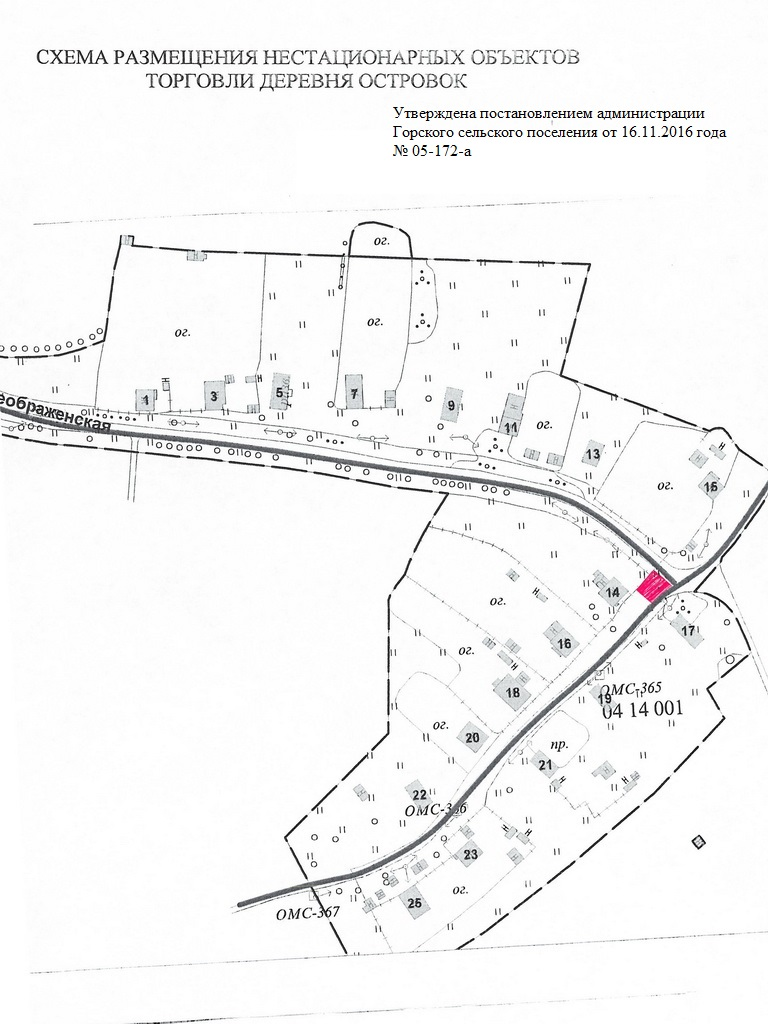 СХЕМА РАЗМЕЩЕНИЯ НЕСТАЦИОНАРНЫХ ОБЪЕКТОВ
ТОРГОВЛИ ДЕРЕВНЯ ОСТРОВОК
Утверждена постановлением администрации
Горского сельского поселения от 16.11.2016 года
№ 05-172-а
ог.
ог.
ог.
1
3
5
7
9
11
ог.
13
ог.
15
еображенская
14
ог.
16
17
ог.
18
ОМС-365
19
04 14 001
ог.
20
пр.
21
22
ОМС-366
23
ог.
25
ОМС-367